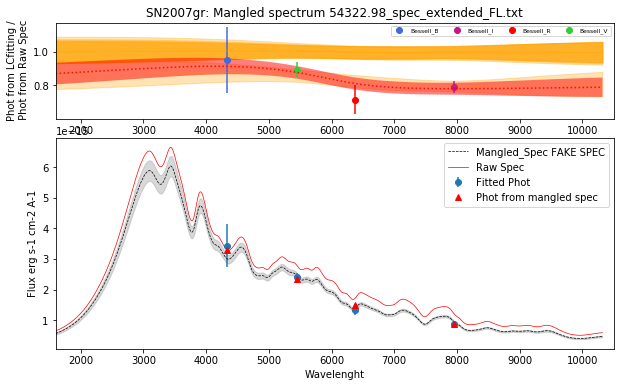 SN2007gr: Mangled spectrum 54322.98_spec_extended_FL.txt
Phot from LCfitting /
Phot from Raw Spec
1.0
0.8
Bessell_B
Bessell_I
Bessell_R
Bessell_V
2000 3000 4000 5000 6000 7000 8000 9000 10000
Flux erg s-1 cm-2 A-1
6
5
4
3
2
1
Mangled_Spec FAKE SPEC
Raw Spec
Fitted Phot
Phot from mangled spec
2000 3000 4000 5000 6000 7000 8000 9000 10000
Wavelenght